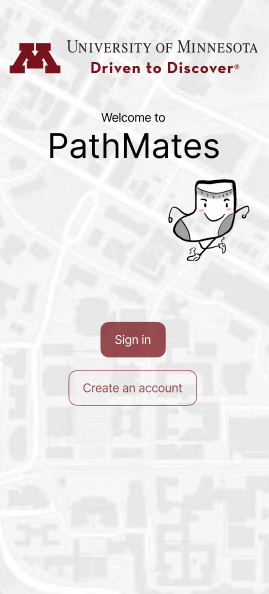 UNIVERSITY OF MINNESOTA
Driven to Discover®
Welcome to
PathMates
Sign in
Create an account